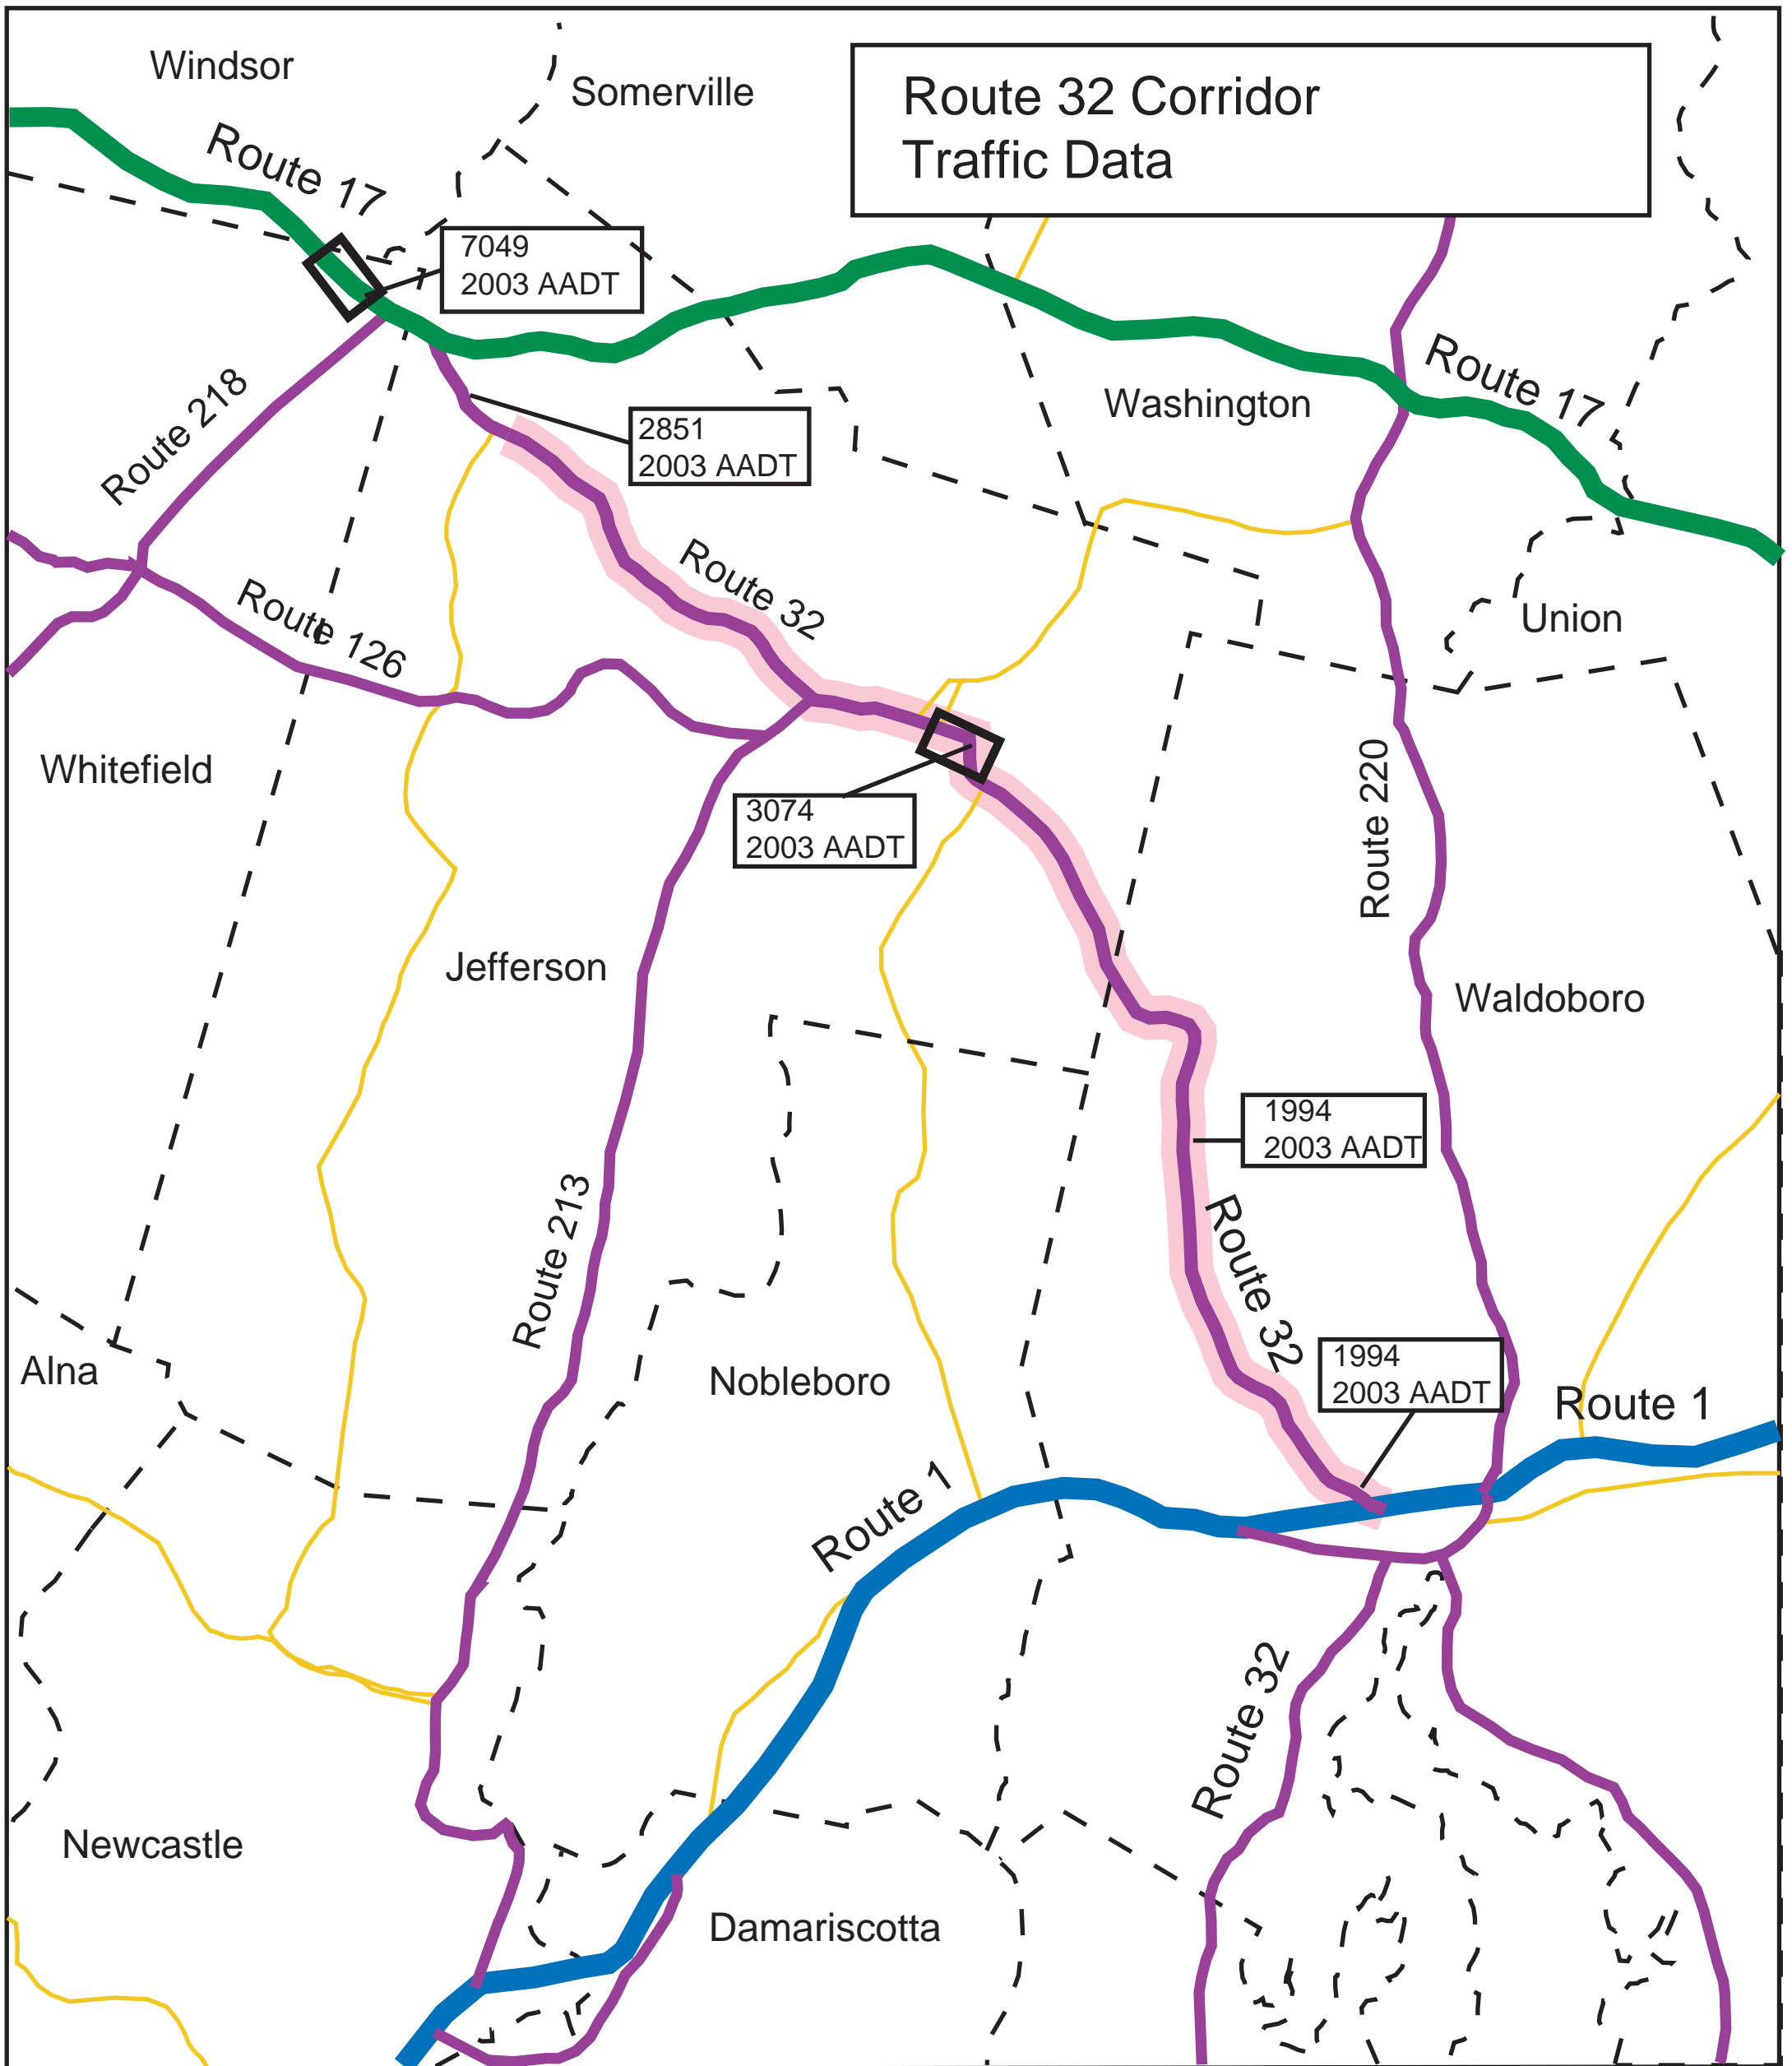 Windsor
Somerville
Route 32 Corridor
Traffic Data
Route 17
7049
2003 AADT
Route 17
Washington
Route 218
2851
2003 AADT
Route 32
Union
Route 126
Whitefield
Route 220
3074
2003 AADT
Jefferson
Waldoboro
1994
2003 AADT
Route 213
Route 32
Alna
Nobleboro
1994
2003 AADT
Route 1
Route 1
Route 32
Newcastle
Damariscotta